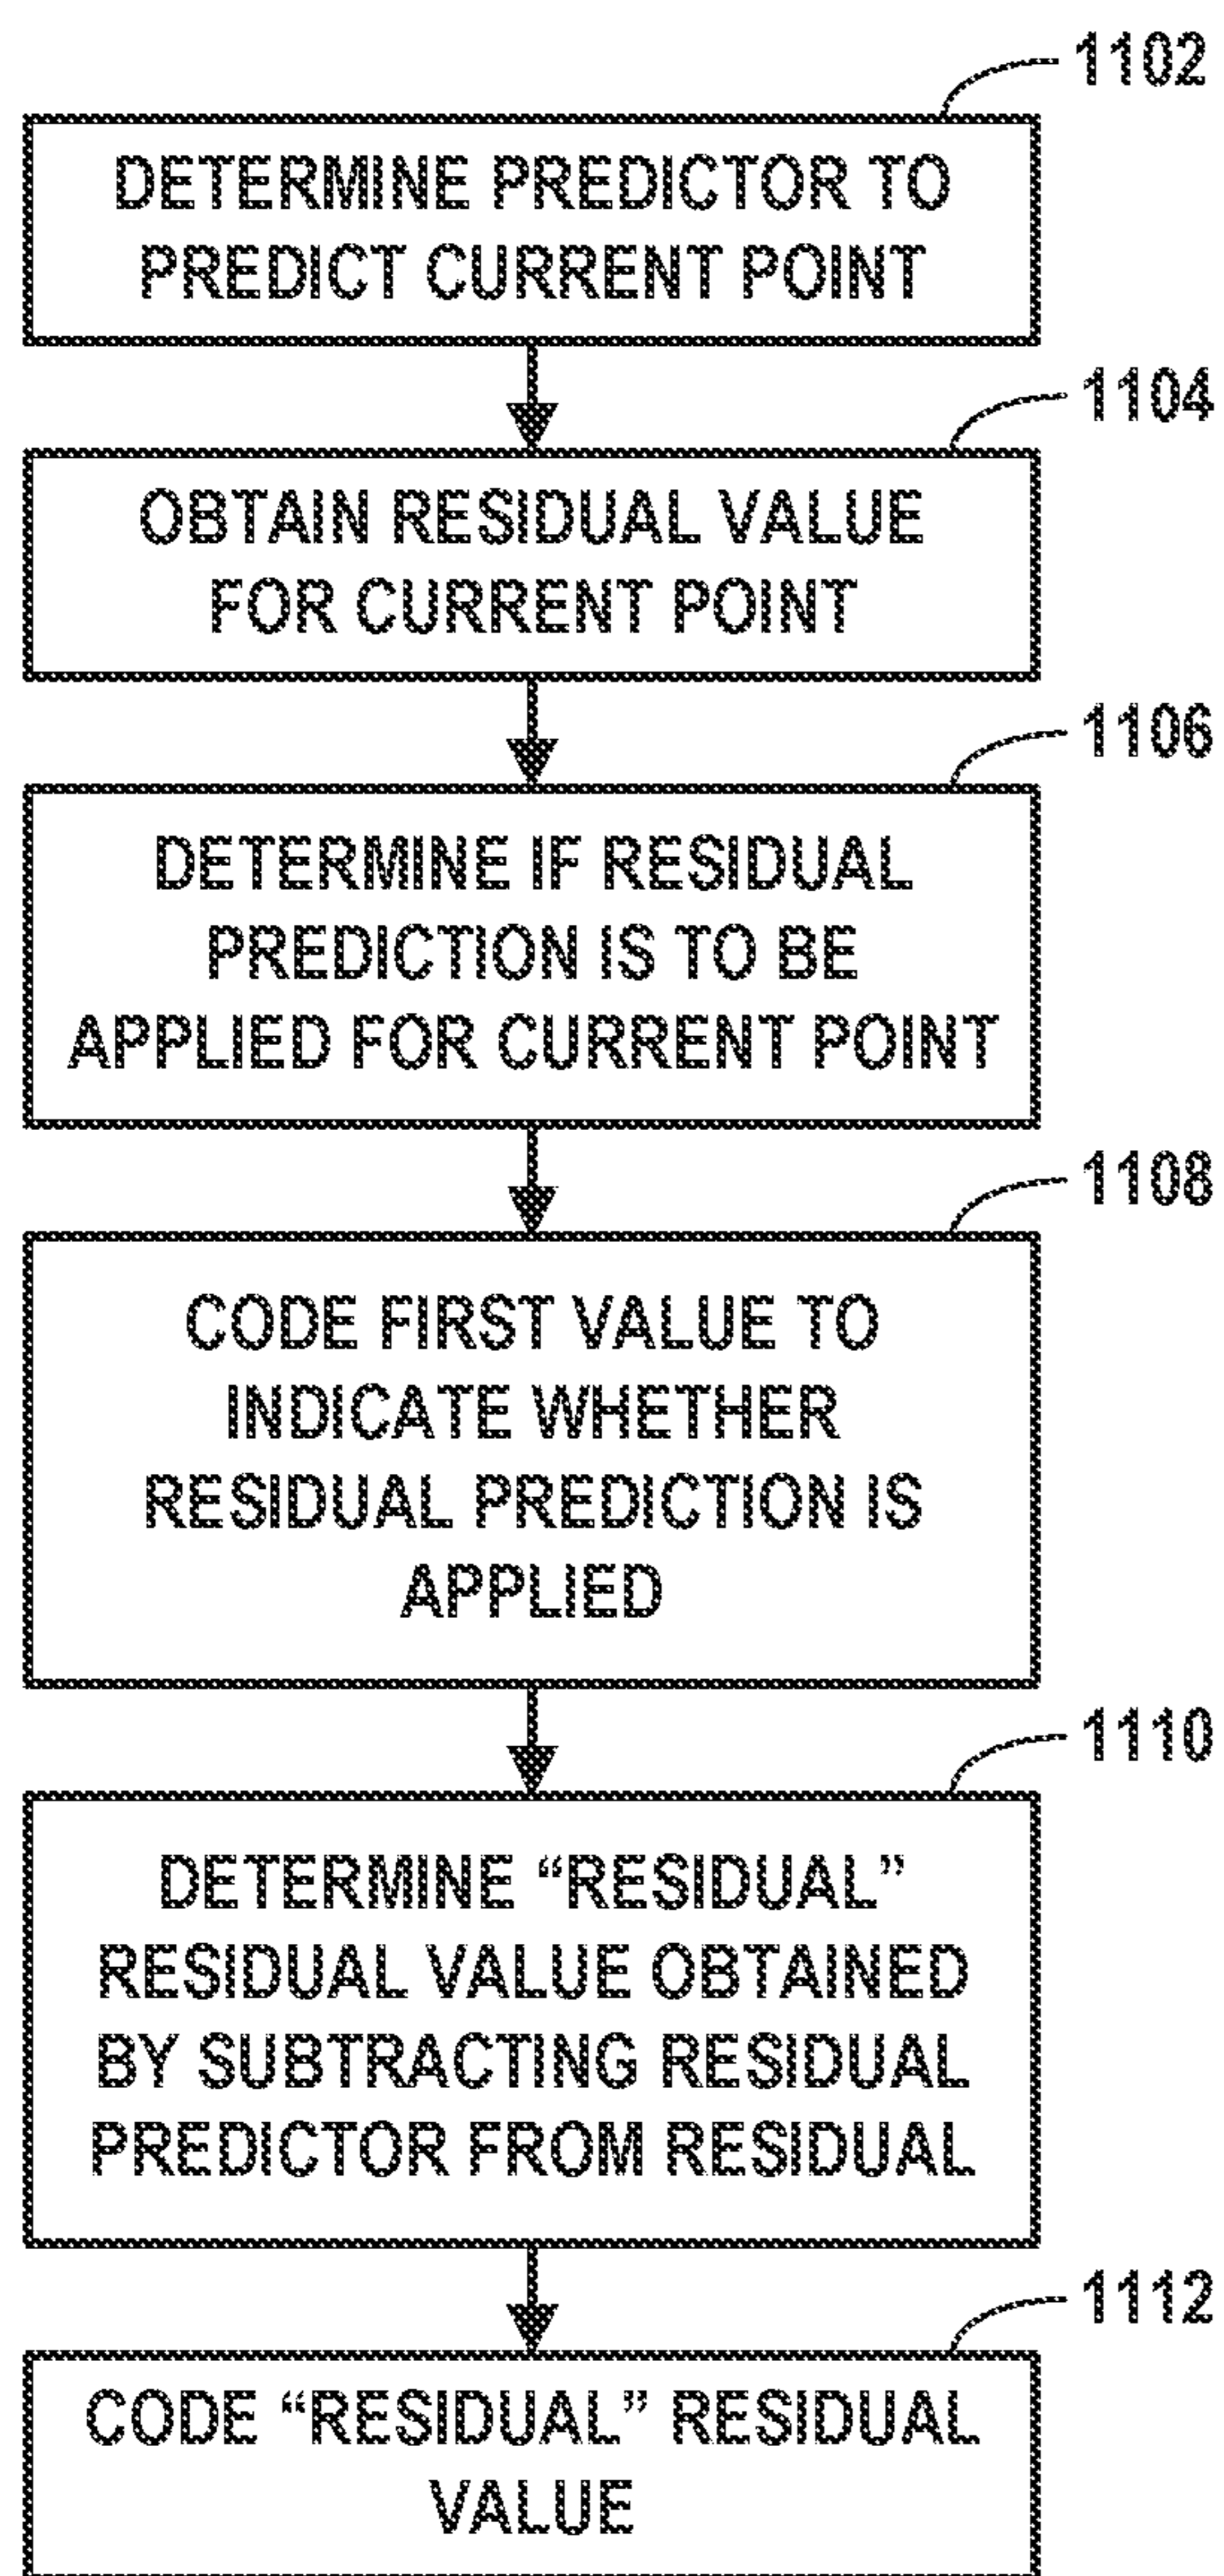 1102
DETERMINE PREDICTOR TO
PREDICT CURRENT POINT
1104
OBTAIN RESIDUAL VALUE
FOR CURRENT POINT
1106
DETERMINE IF RESIDUAL
PREDICTION IS TO BE
APPLIED FOR CURRENT POINT
1108
CODE FIRST VALUE TO
INDICATE WHETHER
RESIDUAL PREDICTION IS
APPLIED
1110
DETERMINE “RESIDUAL”
RESIDUAL VALUE OBTAINED
BY SUBTRACTING RESIDUAL
PREDICTOR FROM RESIDUAL
1112
CODE “RESIDUAL” RESIDUAL
VALUE